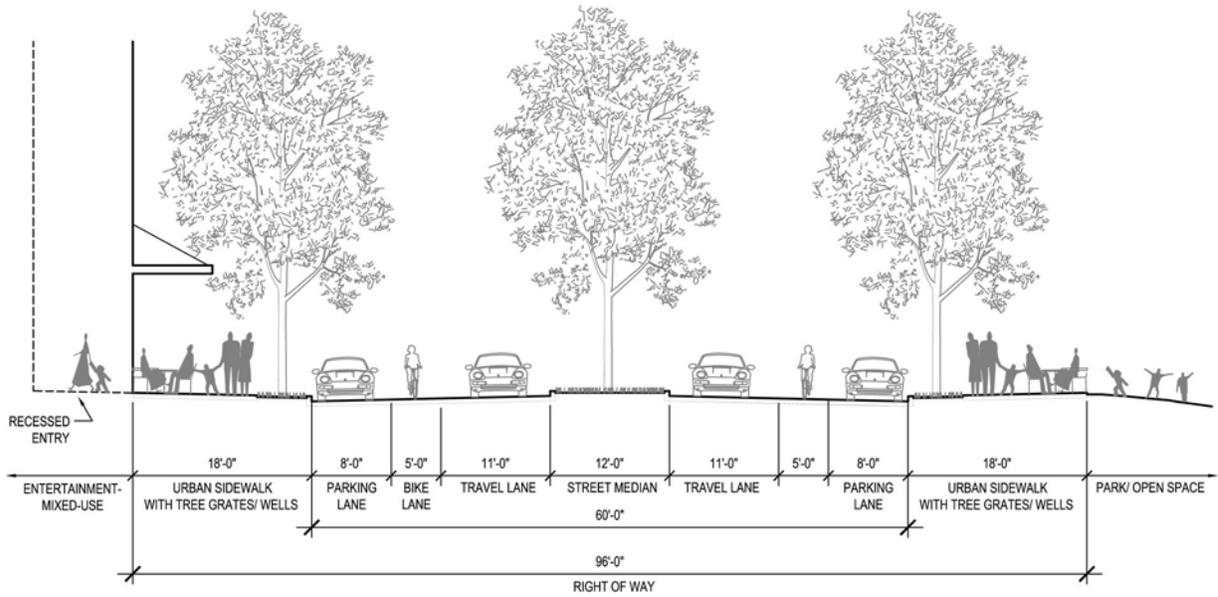 RECESSED
ENTRY
18'-0" 8'-0" 5'-0" 11'-0" 12'-0" 11'-0" 5'-0" 8'-0" 18'-0"
ENTERTAINMENT-
MIXED-USE
URBAN SIDEWALK
WITH TREE GRATES/ WELLS
PARKING
LANE
BIKE
LANE
TRAVEL LANE
STREET MEDIAN
TRAVEL LANE
PARKING
LANE
URBAN SIDEWALK
WITH TREE GRATES/ WELLS
PARK/ OPEN SPACE
60'-0"
96'-0"
RIGHT OF WAY